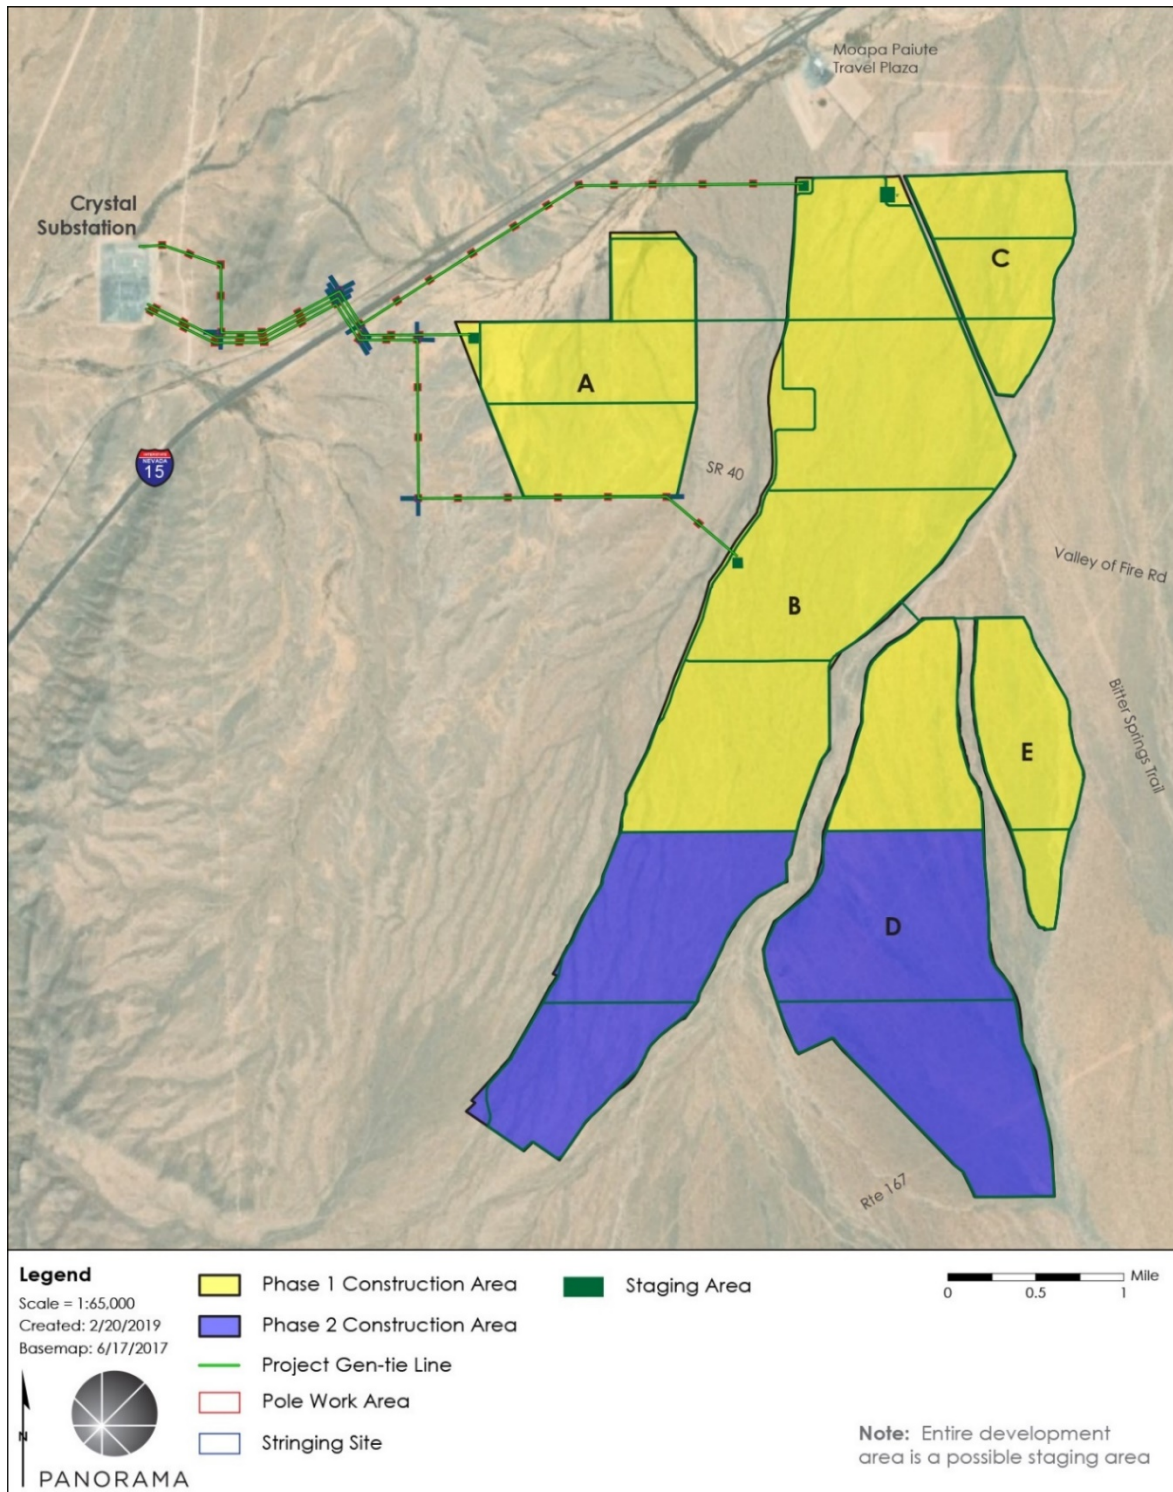 Moapa Paiute
Travel Plaza
Crystal
Substation
C
A
INTERSTATE
NEVADA
15
SR 40
Valley of Fire Rd
B
Bitter Springs Trail
E
D
Rte 167
Legend
Scale = 1:65,000
Created: 2/20/2019
Basemap: 6/17/2017
N
PANORAMA
Phase 1 Construction Area
Phase 2 Construction Area
Project Gen-tie Line
Pole Work Area
Stringing Site
Staging Area
Mile
0 0.5 1
Note: Entire development
area is a possible staging area